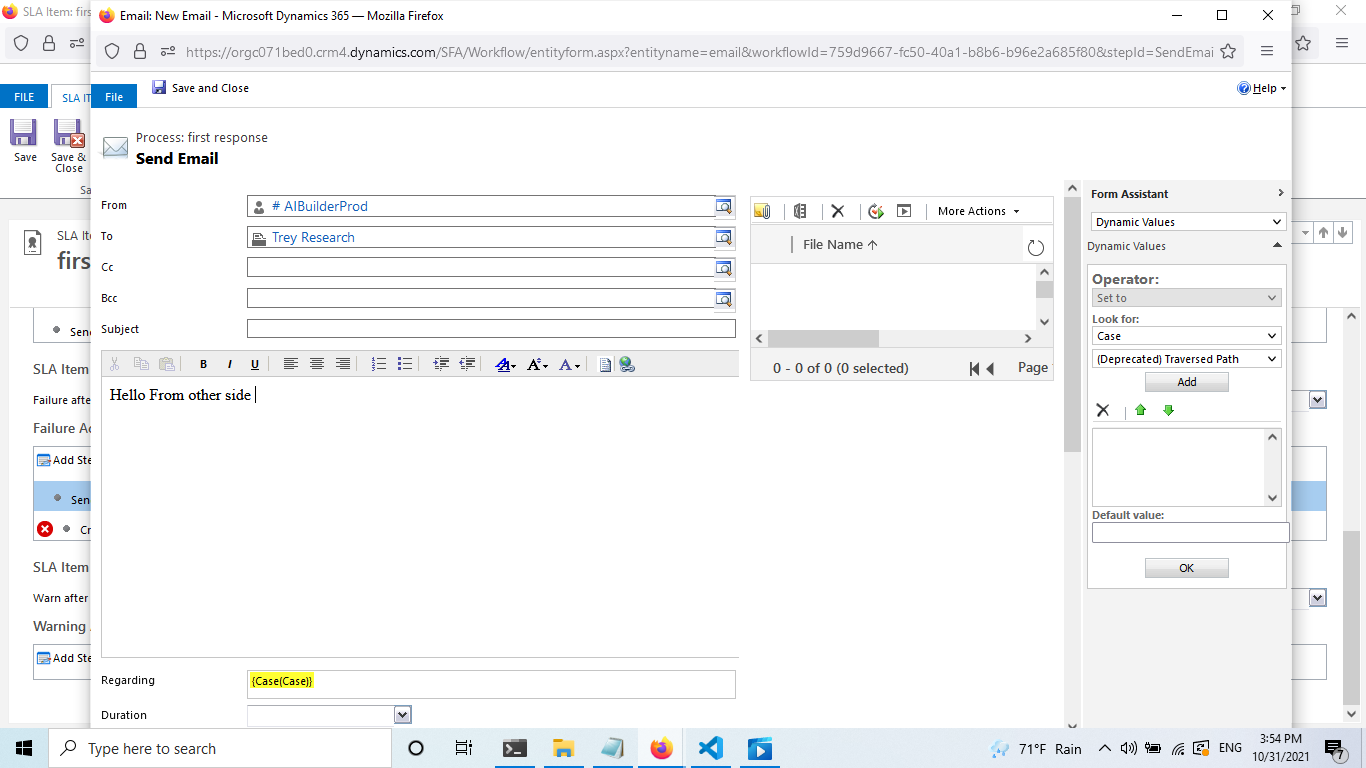 SLA Item: firs
Email: New Email - Microsoft Dynamics 365 — Mozilla Firefox
https://orgc071bed0.crm4.dynamics.com/SFA/Workflow/entityform.aspx?entityname=email&workflowId=759d9667-fc50-40a1-b8b6-b96e2a685f80&stepId=SendEmai
FILE
SLA IT
File
Save and Close
Help
Save
Save &
Close
Sa
Process: first response
Send Email
SLA Ite
firs
From
# AIBuilderProd
To
Trey Research
Cc
Bcc
Subject
More Actions
File Name
0 - 0 of 0 (0 selected)
Page
B I U
A A A
Hello From other side
Regarding
{Case(Case)}
Duration
Form Assistant
Dynamic Values
Dynamic Values
Operator:
Set to
Look for:
Case
(Deprecated) Traversed Path
Add
Default value:
OK
Send
SLA Item
Failure after
Failure Ac
Add Ste
Sen
Cr
SLA Item
Warn after
Warning
Add Ste
Type here to search
71°F Rain
ENG
3:54 PM
10/31/2021
7